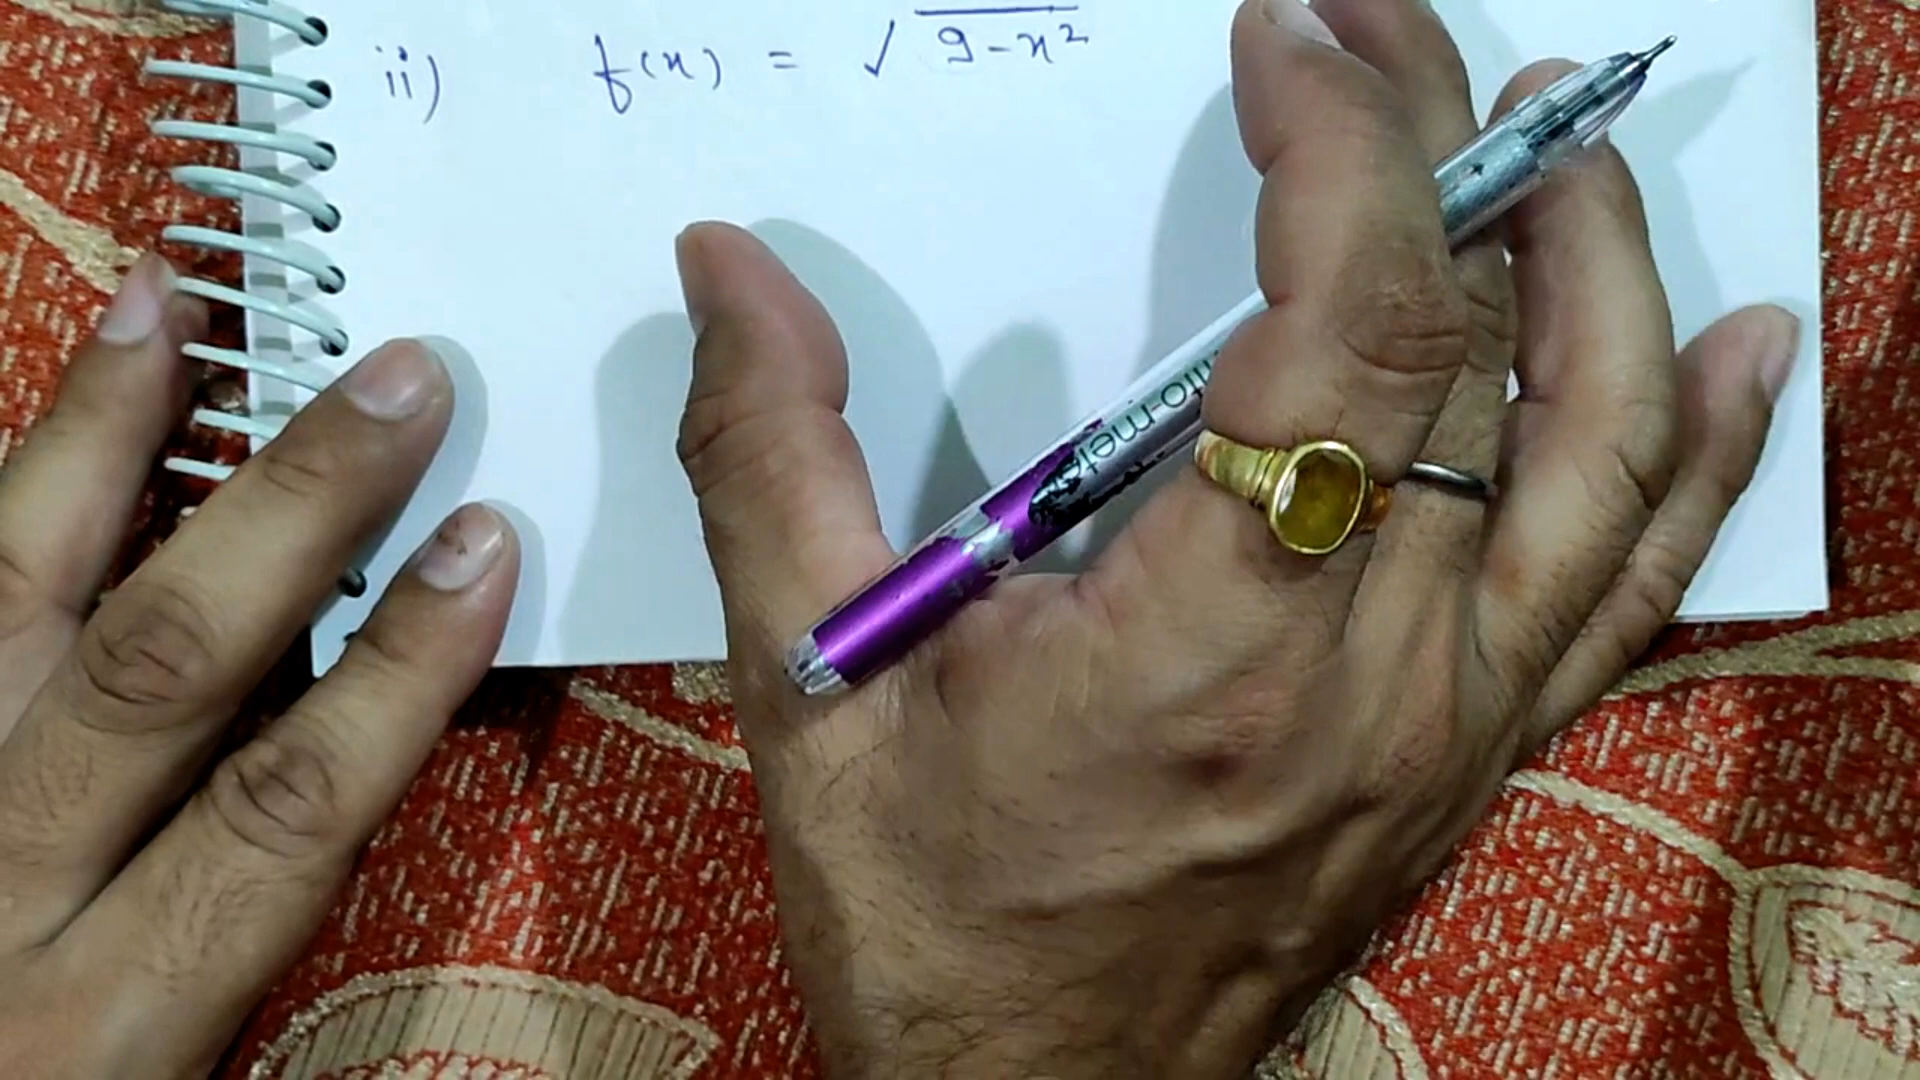 ii) f(x) = √9-x²